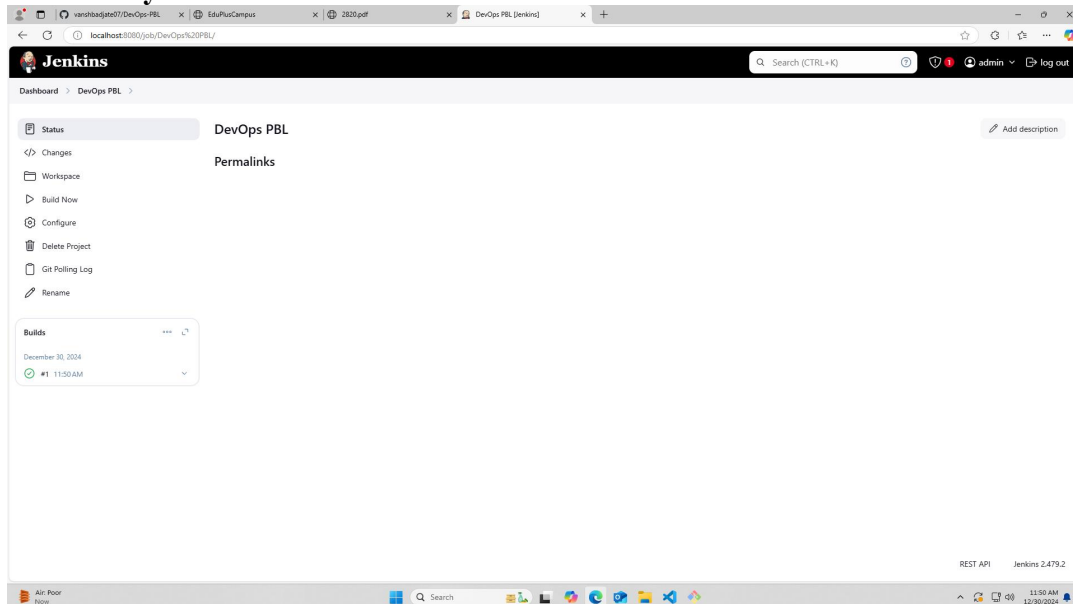 vanshbadjate07/DevOps-PBL
EduPlusCampus
2820.pdf
DevOps PBL [Jenkins]
localhost:8080/job/DevOps%20PBL/
Jenkins
Search (CTRL+K)
1
admin
log out
Dashboard > DevOps PBL >
Status
DevOps PBL
Add description
Changes
Permalinks
Workspace
Build Now
Configure
Delete Project
Git Polling Log
Rename
Builds
December 30, 2024
#1 11:50 AM
REST API
Jenkins 2.479.2
Air: Poor
Now
Search
11:50 AM
12/30/2024